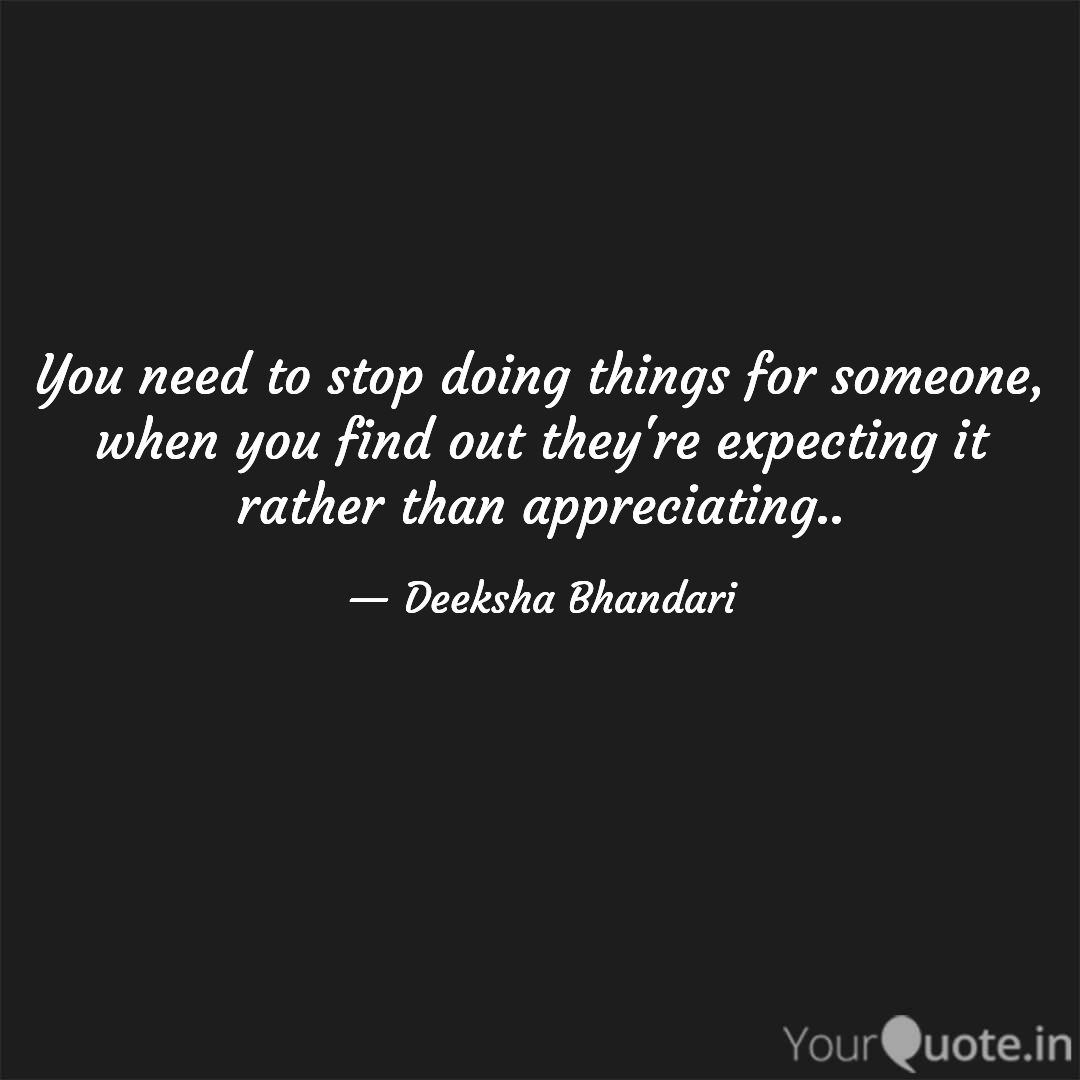 You need to stop doing things for someone,
when you find out they're expecting it
rather than appreciating..
— Deeksha Bhandari
YourQuote.in